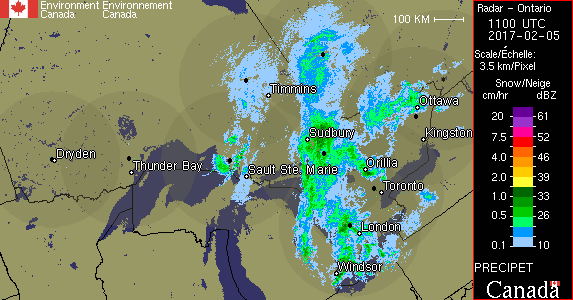 Environment Environnement
Canada Canada
100 KM
Radar - Ontario
1100 UTC
2017-02-05
Scale/Échelle:
3.5 km/Pixel
Snow/Neige
cm/hr dBZ
20 61
7.5 52
4.0 46
2.0 39
1.0 33
0.5 26
0.1 10
PRECIPET
Canada
Timmins
Ottawa
Sudbury
Kingston
Dryden
Thunder Bay
Sault Ste. Marie
Orillia
Toronto
London
Windsor